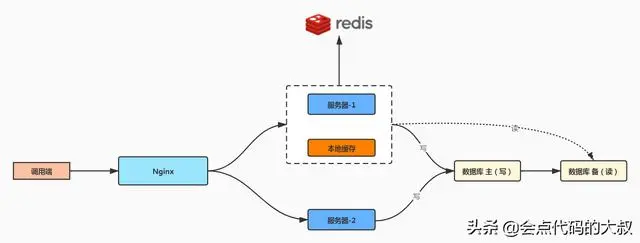 redis
服务器-1
本地缓存
读
写
调用端
Nginx
数据库 主（写）
数据库 备（读）
写
服务器-2
头条 @会点代码的大叔